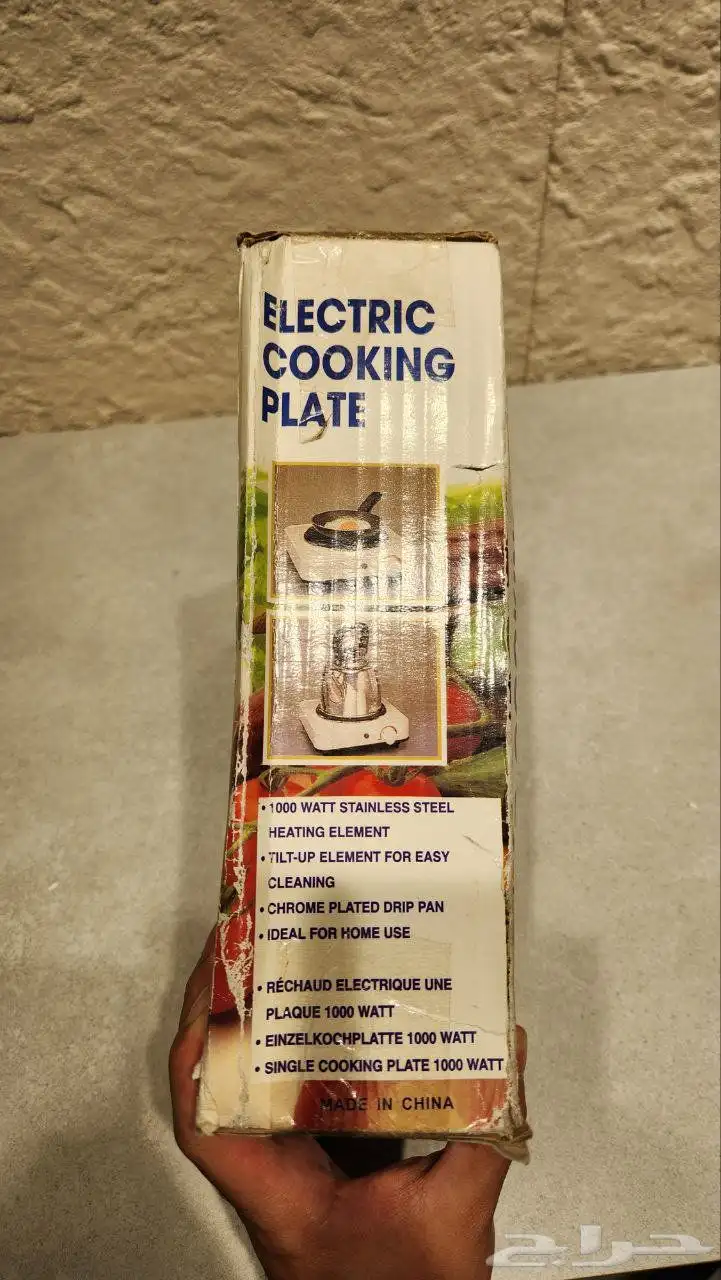 ELECTRIC
COOKING
PLATE
• 1000 WATT STAINLESS STEEL
HEATING ELEMENT
• TILT-UP ELEMENT FOR EASY
CLEANING
• CHROME PLATED DRIP PAN
• IDEAL FOR HOME USE
• RÉCHAUD ELECTRIQUE UNE
PLAQUE 1000 WATT
• EINZELKOCHPLATTE 1000 WATT
• SINGLE COOKING PLATE 1000 WATT
MADE IN CHINA
حراج